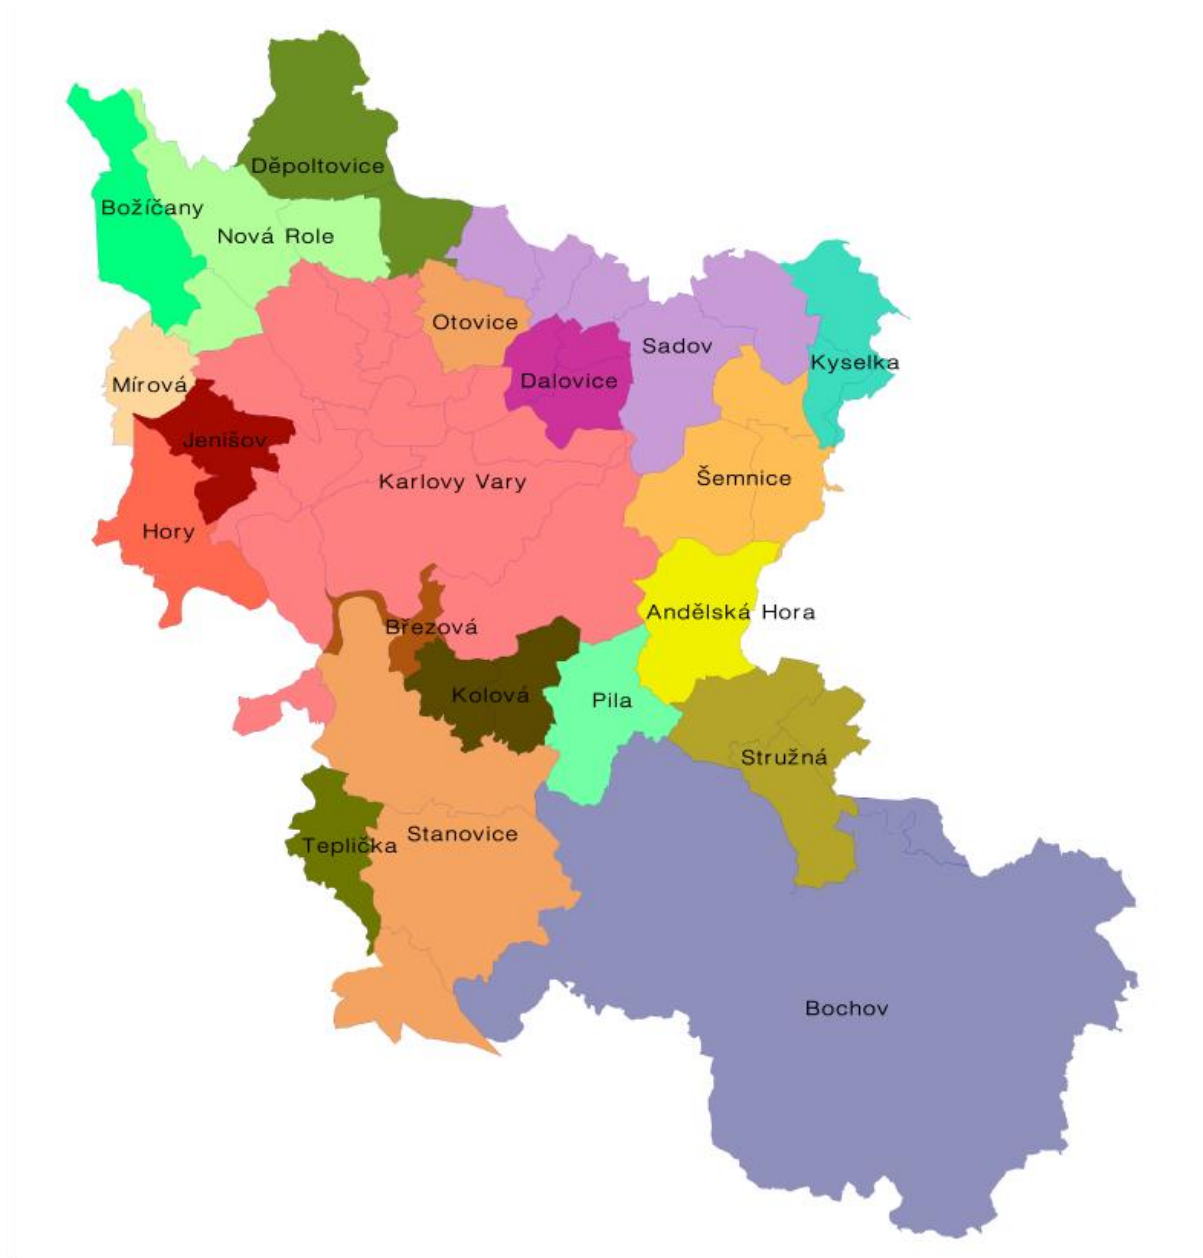 Děpoltovice
Božíčany
Nová Role
Otovice
Sadov
Kyselka
Mírová
Dalovice
Jenišov
Karlovy Vary
Šemnice
Hory
Andělská Hora
Březová
Kolová
Pila
Stružná
Stanovice
Teplička
Bochov